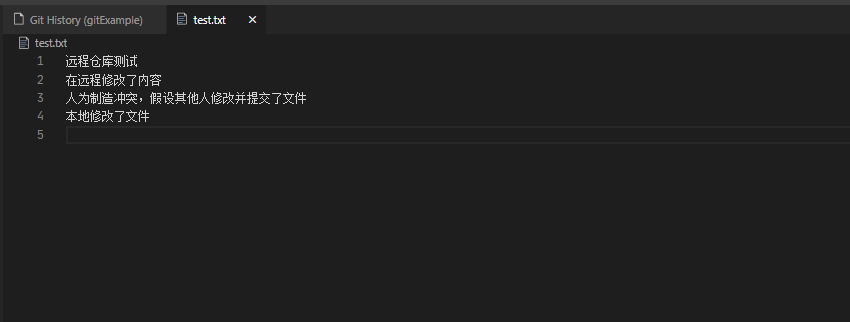 Git History (gitExample) test.txt ×
test.txt
1 远程仓库测试
2 在远程修改了内容
3 人为制造冲突，假设其他人修改并提交了文件
4 本地修改了文件
5